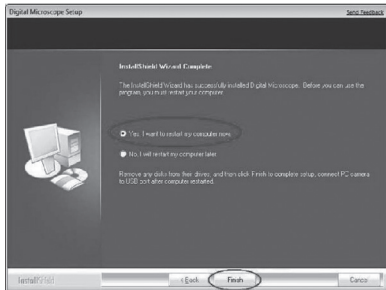 Digital Microscope Setup
Send Feedback
InstallShield Wizard Complete
The InstallShield Wizard has successfully installed Digital Microscope. Before you can use the
program, you must restart your computer.
Yes, I want to restart my computer now.
No, I will restart my computer later.
Remove any disks from their drives, and then click Finish to complete setup, connect PC camera
to USB port after computer restarted.
InstallShield
< Back
Finish
Cancel